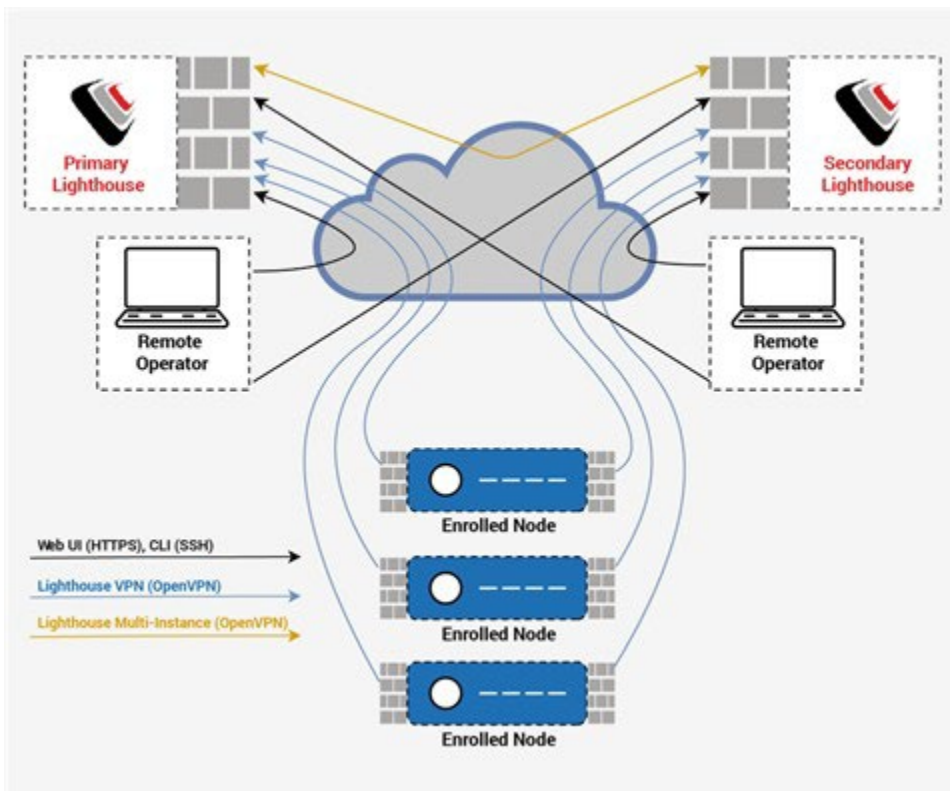 Primary
Lighthouse
Secondary
Lighthouse
Remote
Operator
Remote
Operator
Enrolled Node
Web UI (HTTPS), CLI (SSH)
Lighthouse VPN (OpenVPN)
Enrolled Node
Lighthouse Multi-Instance (OpenVPN)
Enrolled Node